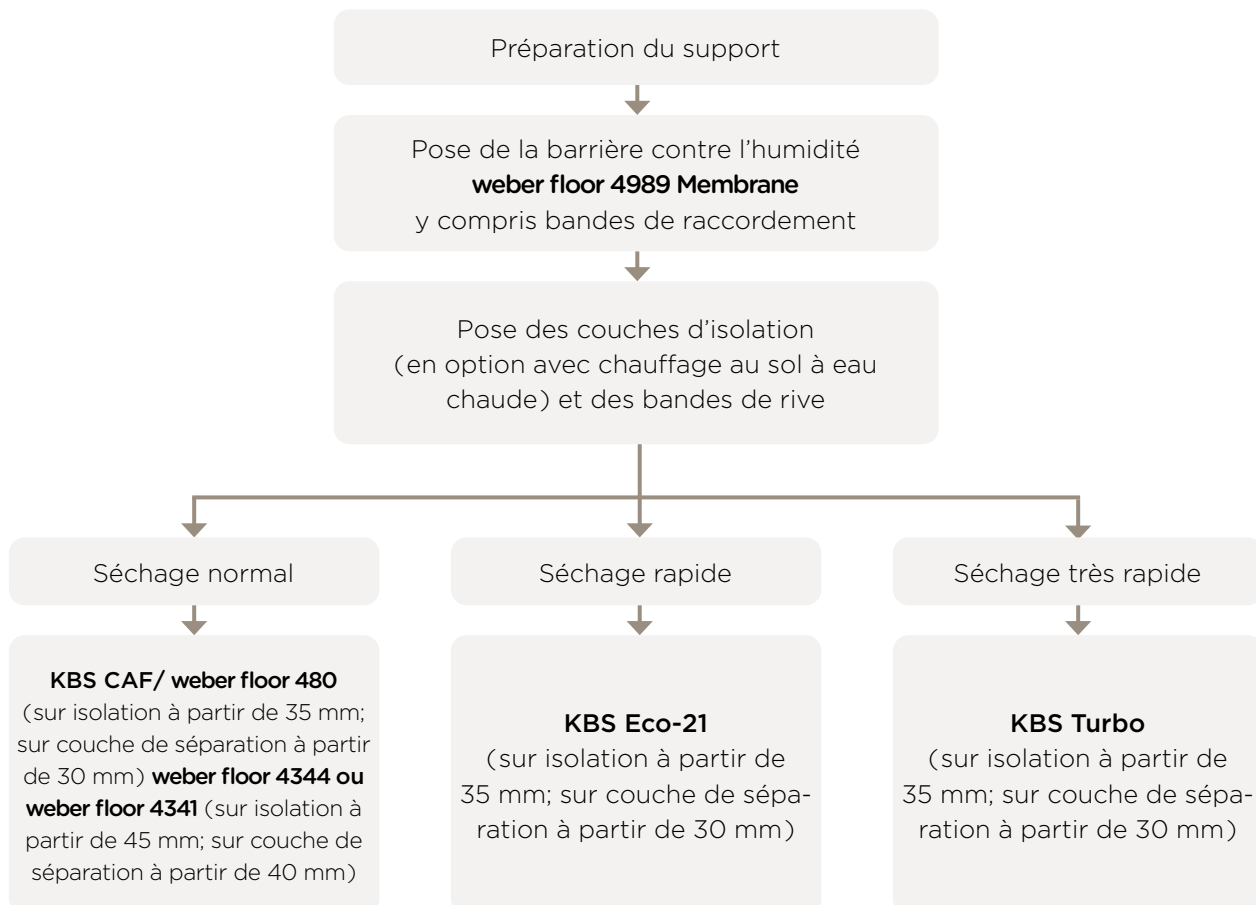 Préparation du support
Pose de la barrière contre l’humidité
weber floor 4989 Membrane
y compris bandes de raccordement
Pose des couches d’isolation
(en option avec chauffage au sol à eau
chaude) et des bandes de rive
Séchage normal
KBS CAF/ weber floor 480
(sur isolation à partir de 35 mm;
sur couche de séparation à partir
de 30 mm) weber floor 4344 ou
weber floor 4341 (sur isolation à
partir de 45 mm; sur couche de
séparation à partir de 40 mm)
Séchage rapide
KBS Eco-21
(sur isolation à partir de
35 mm; sur couche de sépa-
ration à partir de 30 mm)
Séchage très rapide
KBS Turbo
(sur isolation à partir de
35 mm; sur couche de sépa-
ration à partir de 30 mm)